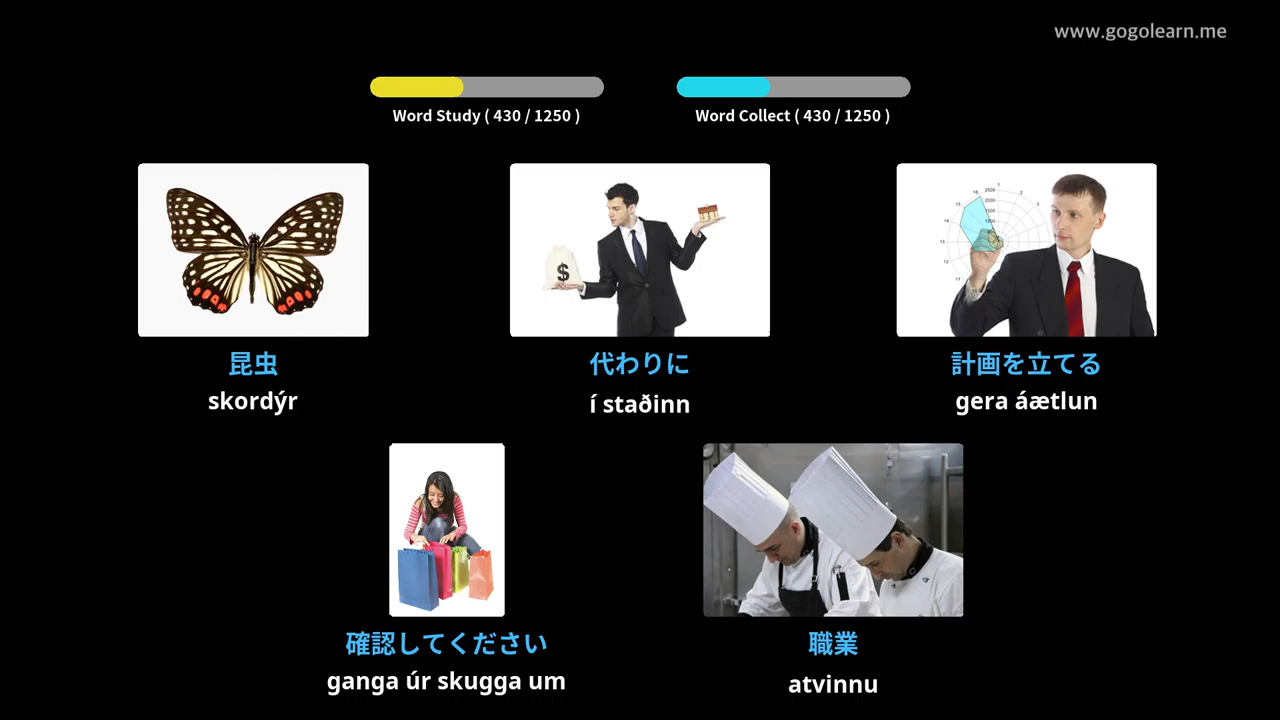 www.gogolearn.me
Word Study ( 430 / 1250 )
Word Collect ( 430 / 1250 )
昆虫
skordýr
代わりに
í staðinn
計画を立てる
gera áætlun
確認してください
ganga úr skugga um
職業
atvinnu
$